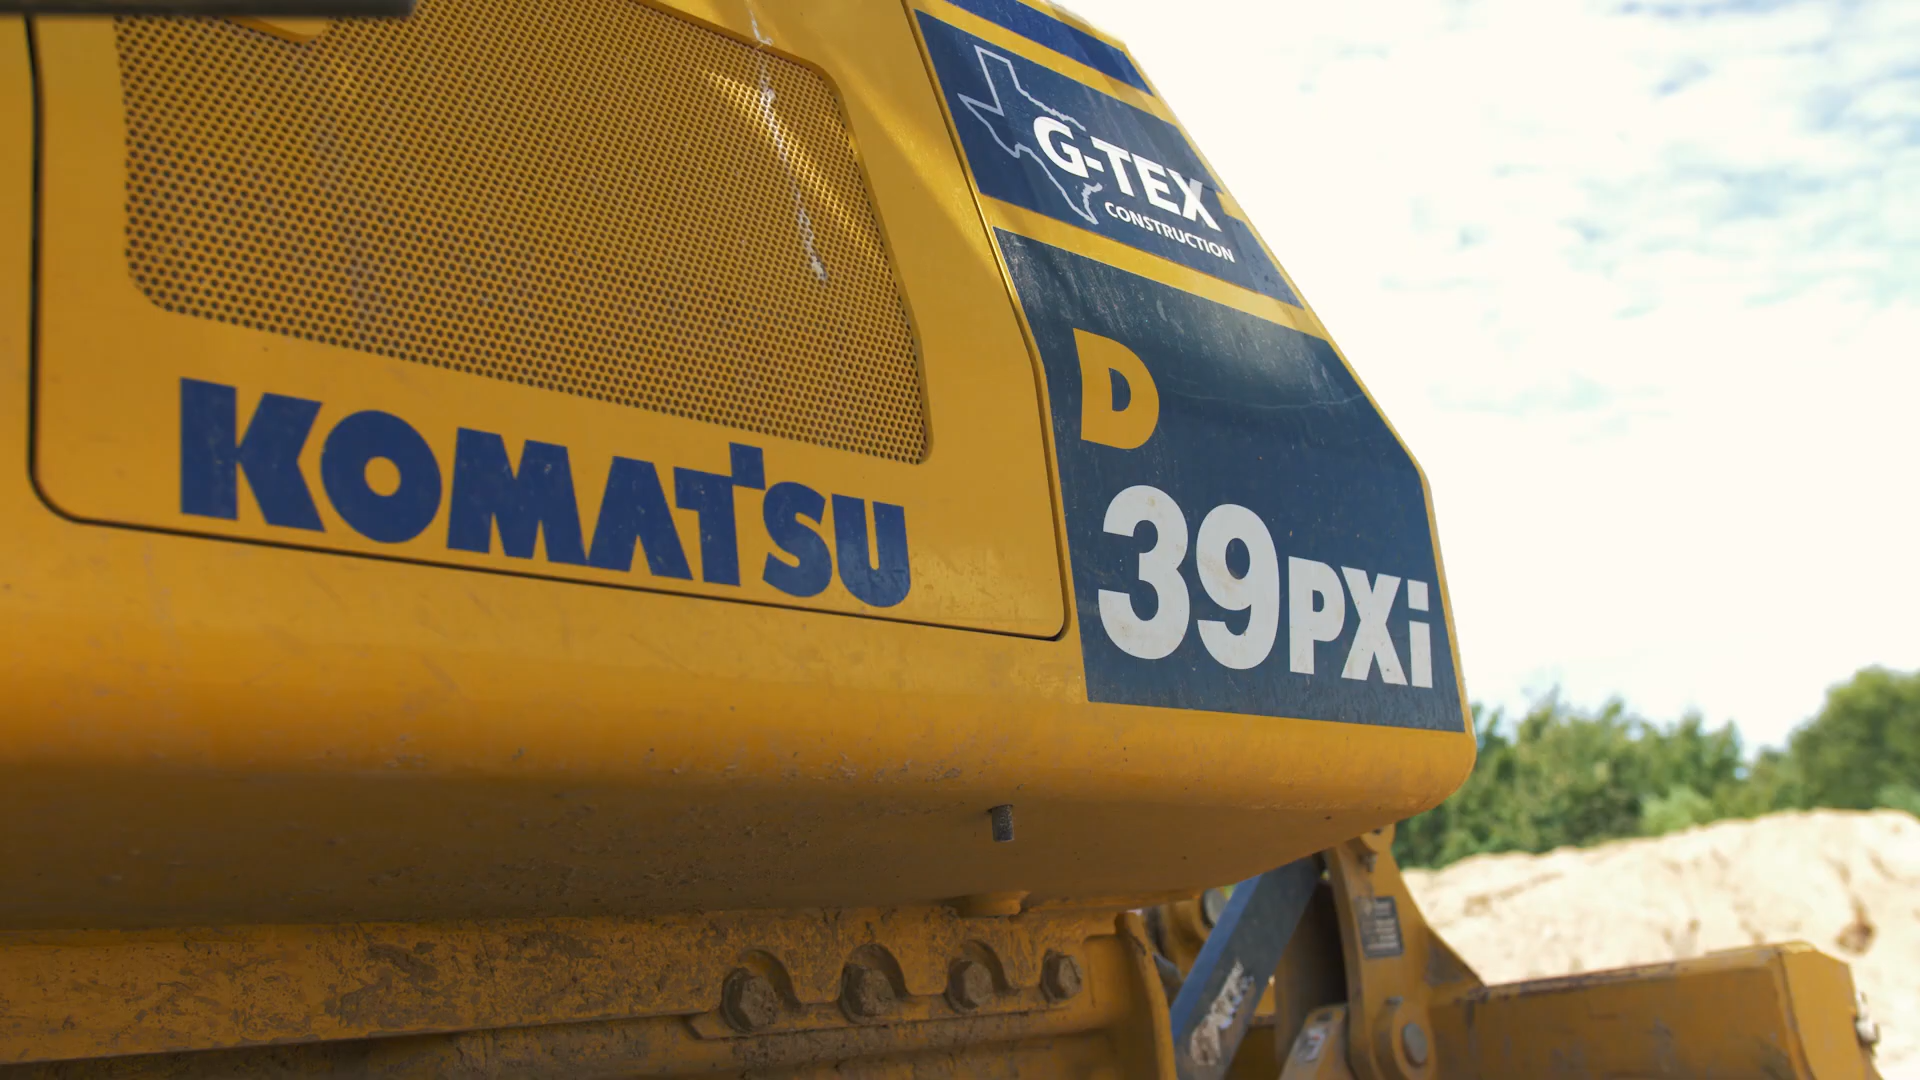 G-TEX
CONSTRUCTION
KOMATSU
D
39PXi